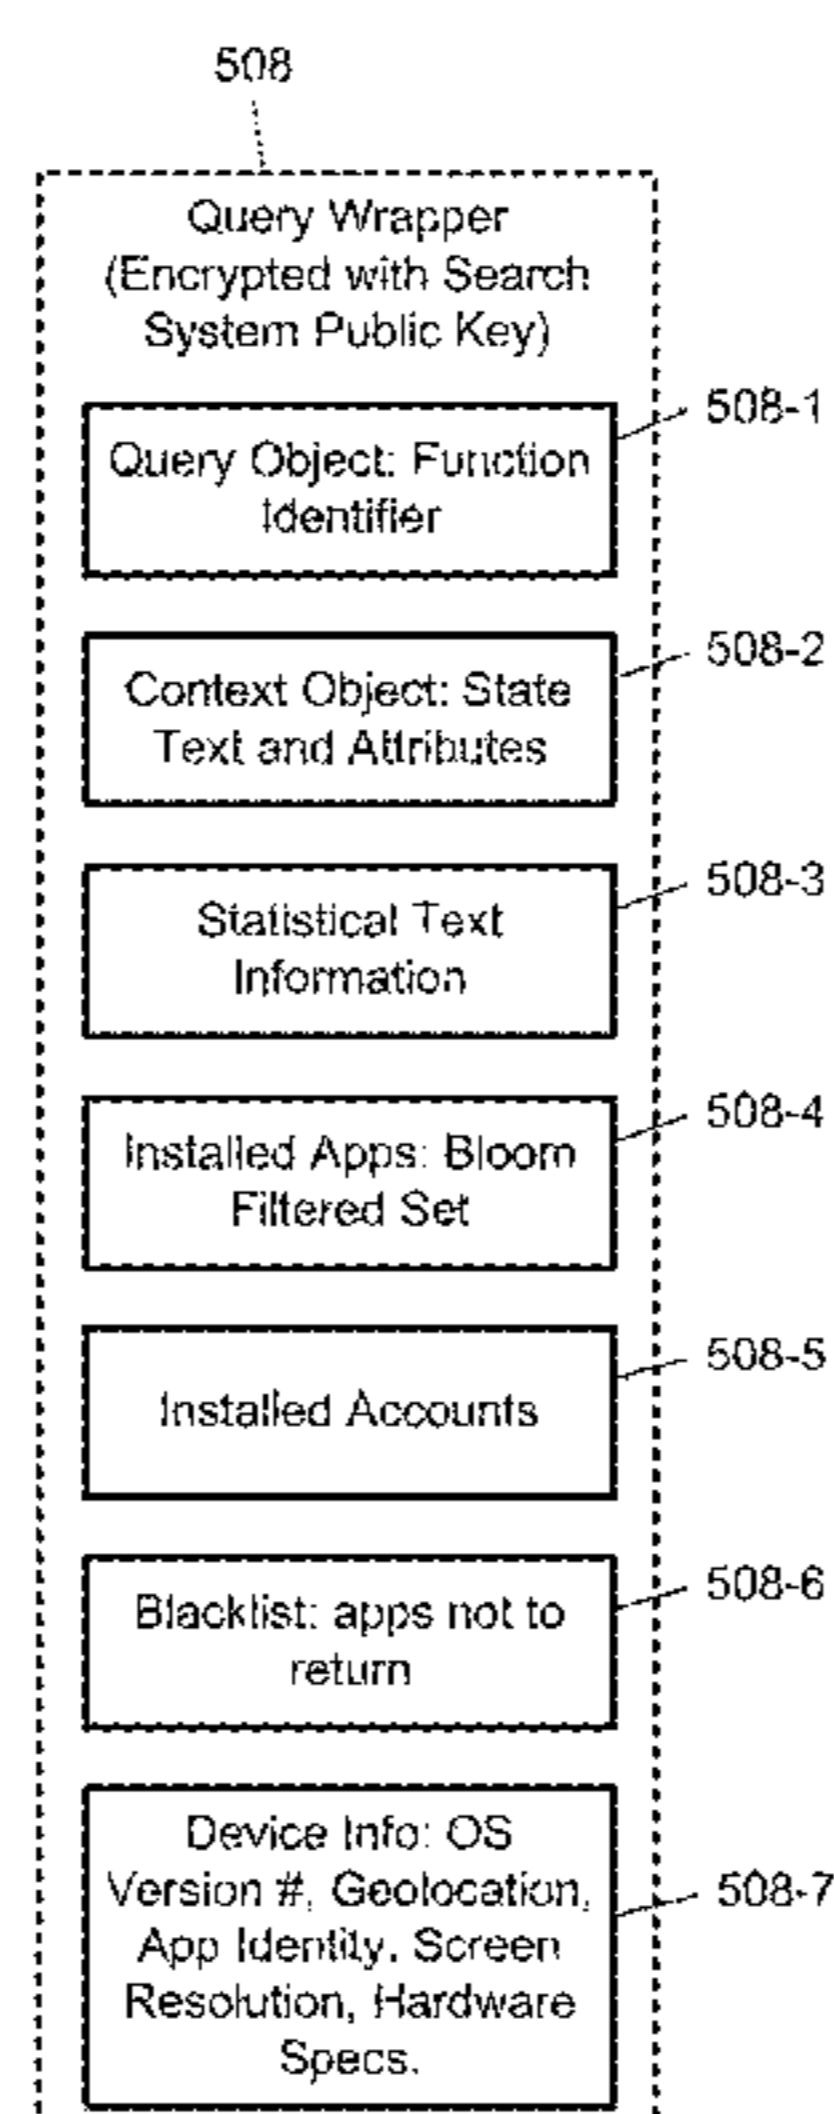 508
Query Wrapper
(Encrypted with Search
System Public Key)
508-1
Query Object: Function
Identifier
508-2
Context Object: State
Text and Attributes
508-3
Statistical Text
Information
508-4
Installed Apps: Bloom
Filtered Set
508-5
Installed Accounts
508-6
Blacklist: apps not to
return
Device Info: OS
Version #, Geolocation,
508-7
App Identity, Screen
Resolution, Hardware
Specs.